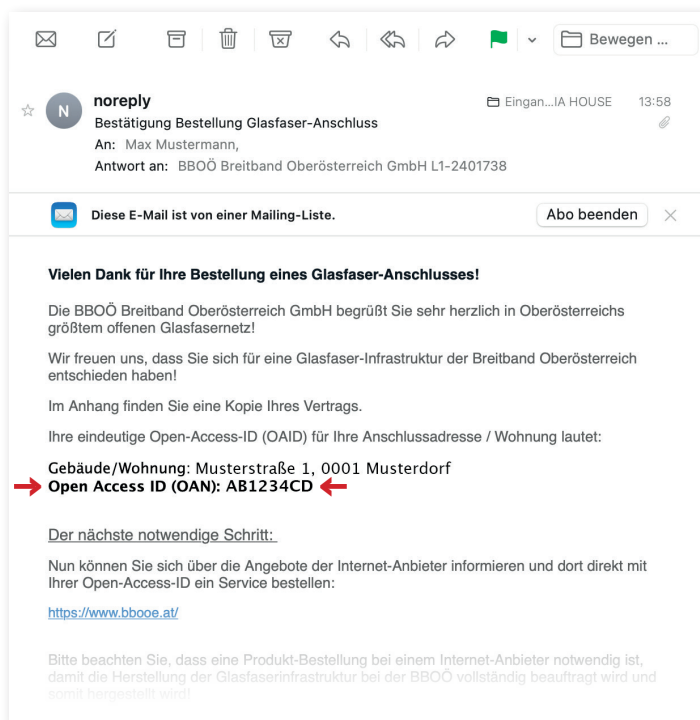 Bewegen ...
N
noreply
Eingan...IA HOUSE 13:58
Bestätigung Bestellung Glasfaser-Anschluss
An: Max Mustermann,
Antwort an: BBOÖ Breitband Oberösterreich GmbH L1-2401738
Diese E-Mail ist von einer Mailing-Liste.
Abo beenden
Vielen Dank für Ihre Bestellung eines Glasfaser-Anschlusses!
Die BBOÖ Breitband Oberösterreich GmbH begrüßt Sie sehr herzlich in Oberösterreichs
größtem offenen Glasfasernetz!
Wir freuen uns, dass Sie sich für eine Glasfaser-Infrastruktur der Breitband Oberösterreich
entschieden haben!
Im Anhang finden Sie eine Kopie Ihres Vertrags.
Ihre eindeutige Open-Access-ID (OAID) für Ihre Anschlussadresse / Wohnung lautet:
Gebäude/Wohnung: Musterstraße 1, 0001 Musterdorf
Open Access ID (OAN): AB1234CD
Der nächste notwendige Schritt:
Nun können Sie sich über die Angebote der Internet-Anbieter informieren und dort direkt mit
Ihrer Open-Access-ID ein Service bestellen:
https://www.bbooe.at/
Bitte beachten Sie, dass eine Produkt-Bestellung bei einem Internet-Anbieter notwendig ist,
damit die Herstellung der Glasfaserinfrastruktur bei der BBOÖ vollständig beauftragt wird und
somit hergestellt wird!